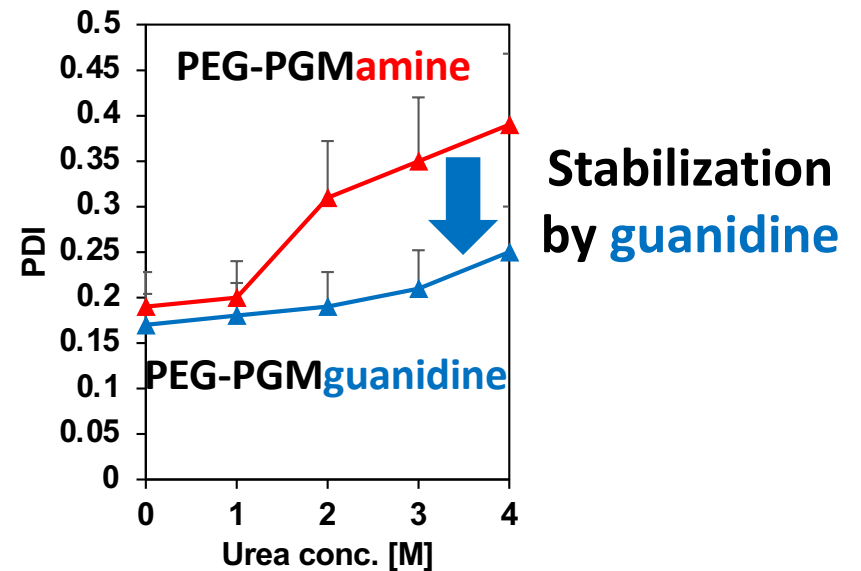 0.5
0.45
0.4
0.35
0.3
0.25
0.2
0.15
0.1
0.05
0
PDI
PEG-PGMamine
PEG-PGMguanidine
0 1 2 3 4
Urea conc. [M]
Stabilization
by guanidine